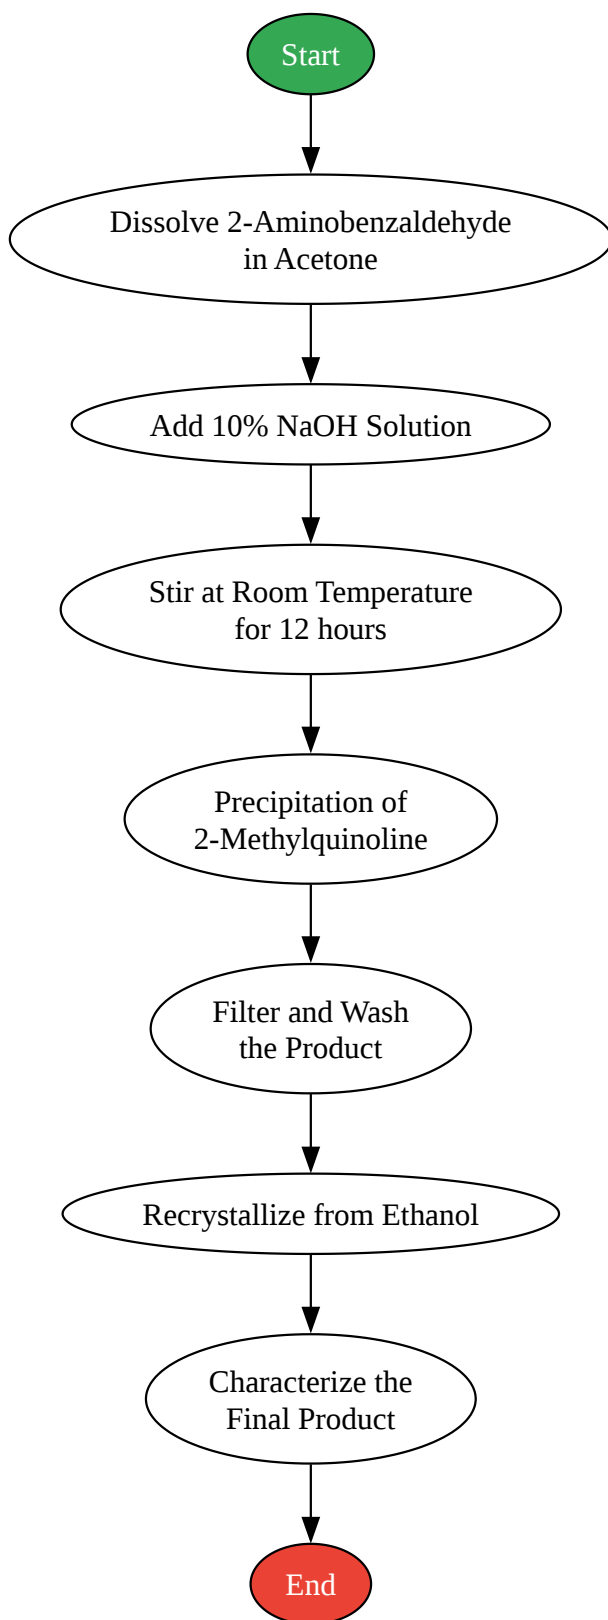 Start
Dissolve 2-Aminobenzaldehyde
in Acetone
Add 10% NaOH Solution
Stir at Room Temperature
for 12 hours
Precipitation of
2-Methylquinoline
Filter and Wash
the Product
Recrystallize from Ethanol
Characterize the
Final Product
End